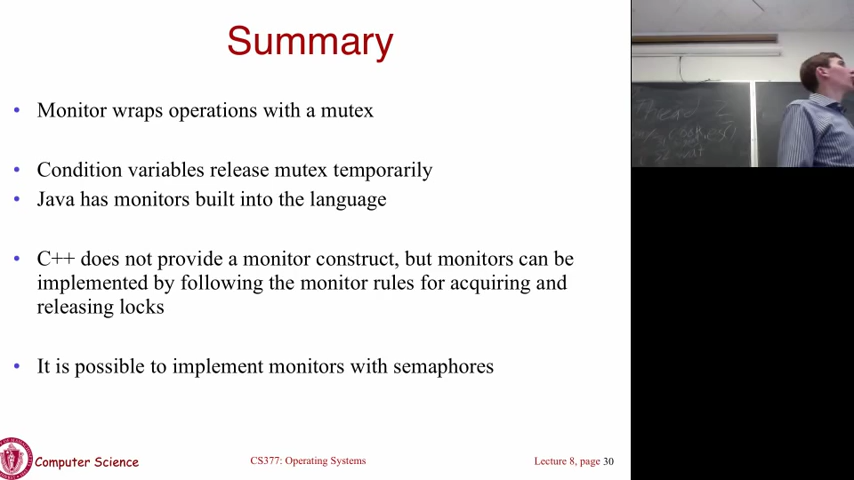 Summary
• Monitor wraps operations with a mutex
• Condition variables release mutex temporarily
• Java has monitors built into the language
• C++ does not provide a monitor construct, but monitors can be
implemented by following the monitor rules for acquiring and
releasing locks
• It is possible to implement monitors with semaphores
Computer Science
CS377: Operating Systems
Lecture 8, page 30